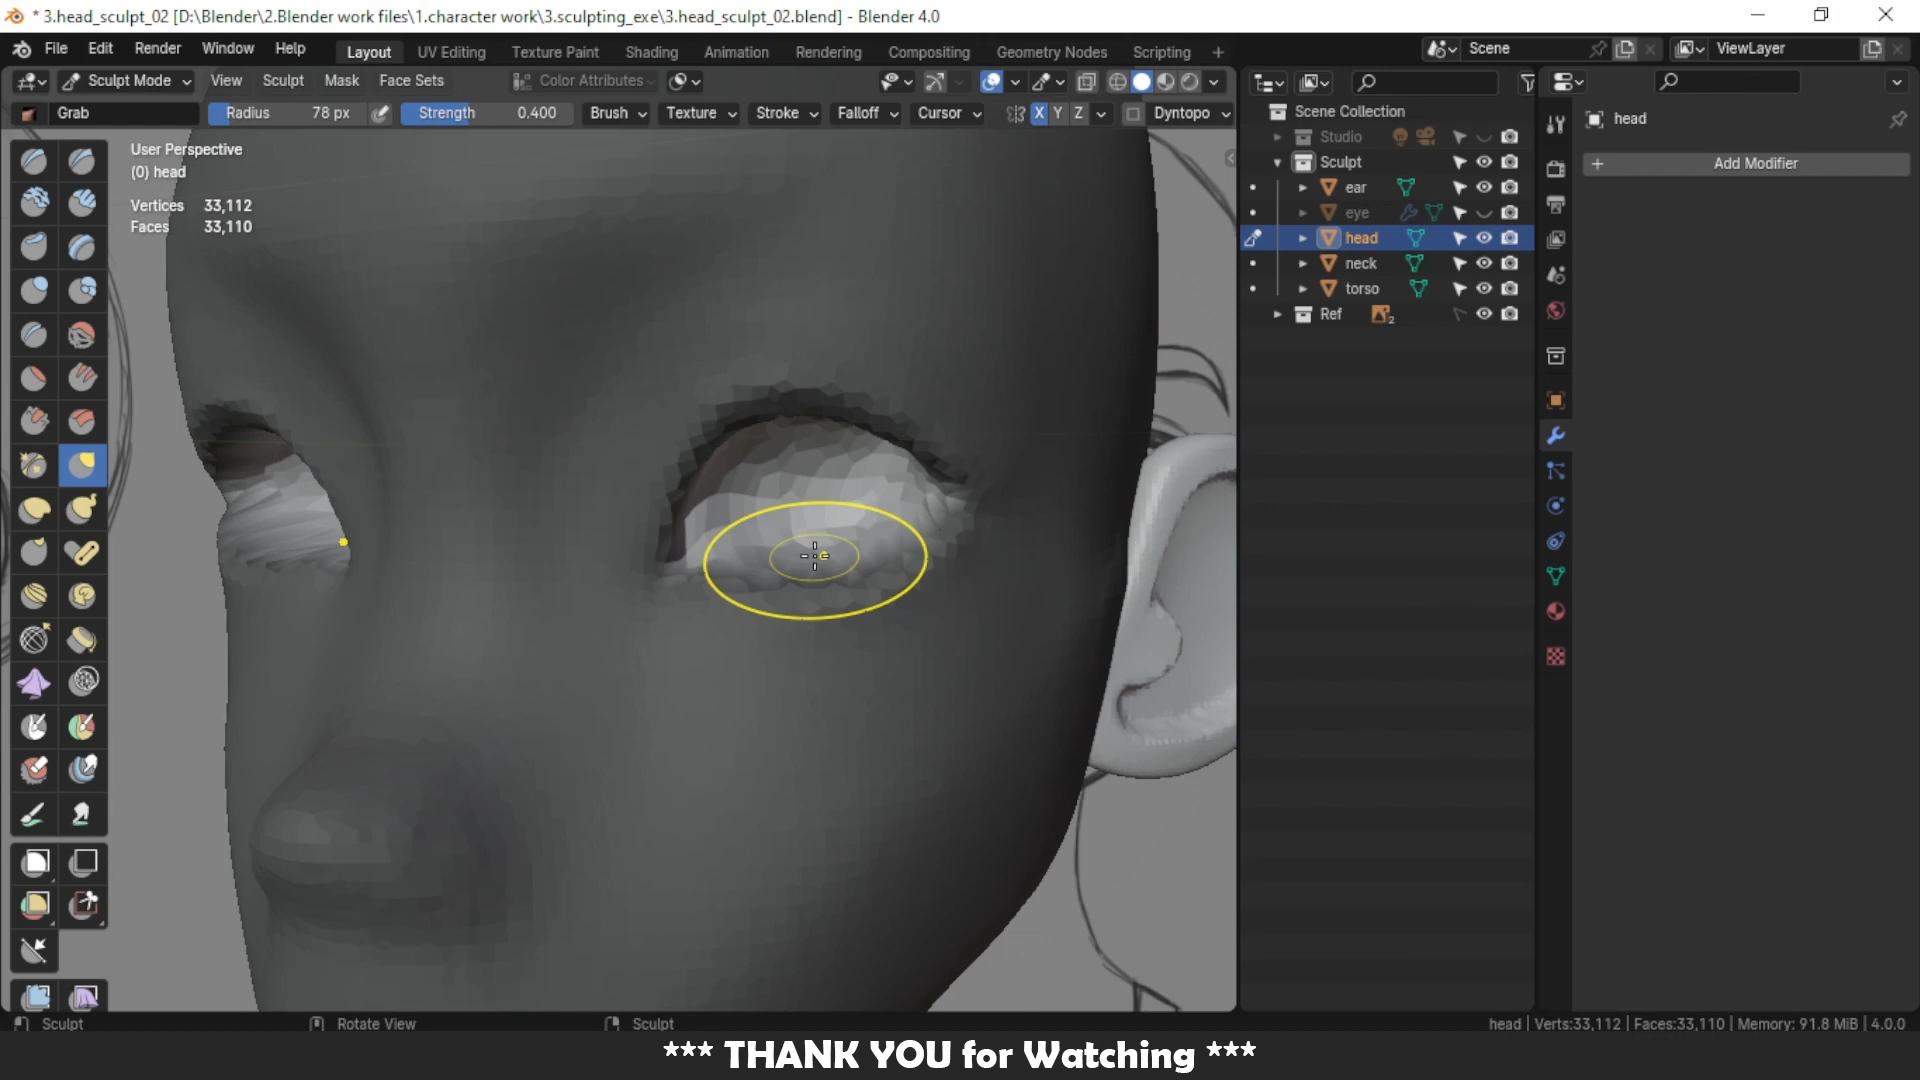 * 3.head_sculpt_02 [D:\Blender\2.Blender work files\1.character work\3.sculpting_exe\3.head_sculpt_02.blend] - Blender 4.0
File Edit Render Window Help Layout UV Editing Texture Paint Shading Animation Rendering Compositing Geometry Nodes Scripting + Scene ViewLayer
Sculpt Mode View Sculpt Mask Face Sets Color Attributes
Grab Radius 78 px Strength 0.400 Brush Texture Stroke Falloff Cursor X Y Z Dyntopo
User Perspective
(0) head
Vertices 33,112
Faces 33,110
Scene Collection
Studio
Sculpt
ear
eye
head
neck
torso
Ref 2
head
+ Add Modifier
Sculpt Rotate View Sculpt head | Verts:33,112 | Faces:33,110 | Memory: 91.8 MiB | 4.0.0
*** THANK YOU for Watching ***